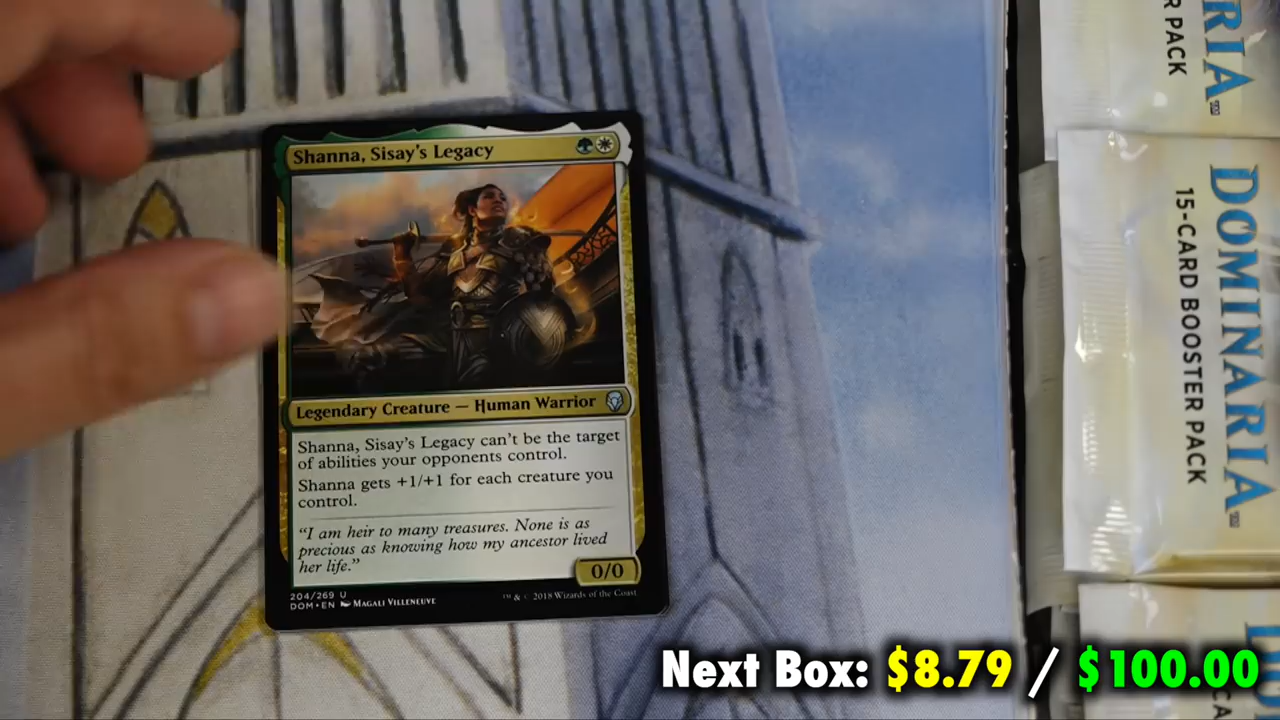 Shanna, Sisay's Legacy
Legendary Creature — Human Warrior
Shanna, Sisay's Legacy can't be the target
of abilities your opponents control.
Shanna gets +1/+1 for each creature you
control.
"I am heir to many treasures. None is as
precious as knowing how my ancestor lived
her life."
0/0
204/269 U
DOM • EN Magali Villeneuve
™ & © 2018 Wizards of the Coast
RIA™
R PACK
DOMINARIA™
15-CARD BOOSTER PACK
Next Box: $8.79 / $100.00